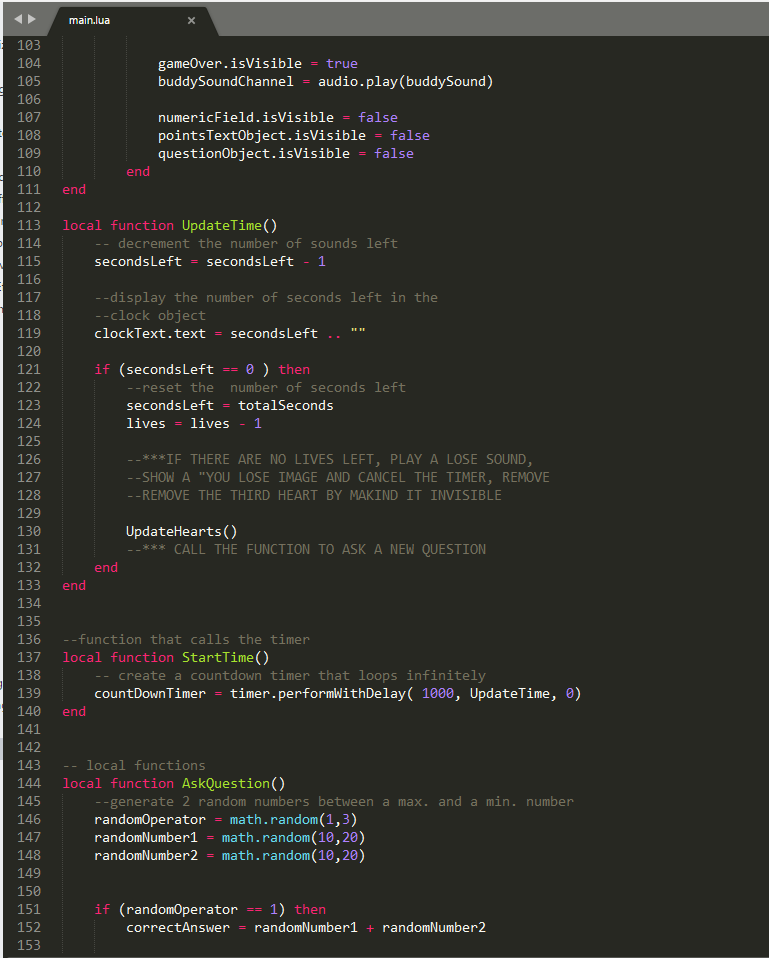 main.lua ×
103
104 gameOver.isVisible = true
105 buddySoundChannel = audio.play(buddySound)
106
107 numericField.isVisible = false
108 pointsTextObject.isVisible = false
109 questionObject.isVisible = false
110 end
111 end
112
113 local function UpdateTime()
114 -- decrement the number of sounds left
115 secondsLeft = secondsLeft - 1
116
117 --display the number of seconds left in the
118 --clock object
119 clockText.text = secondsLeft .. ""
120
121 if (secondsLeft == 0 ) then
122 --reset the  number of seconds left
123 secondsLeft = totalSeconds
124 lives = lives - 1
125
126 --***IF THERE ARE NO LIVES LEFT, PLAY A LOSE SOUND,
127 --SHOW A "YOU LOSE IMAGE AND CANCEL THE TIMER, REMOVE
128 --REMOVE THE THIRD HEART BY MAKIND IT INVISIBLE
129
130 UpdateHearts()
131 --*** CALL THE FUNCTION TO ASK A NEW QUESTION
132 end
133 end
134
135
136 --function that calls the timer
137 local function StartTime()
138 -- create a countdown timer that loops infinitely
139 countDownTimer = timer.performWithDelay( 1000, UpdateTime, 0)
140 end
141
142
143 -- local functions
144 local function AskQuestion()
145 --generate 2 random numbers between a max. and a min. number
146 randomOperator = math.random(1,3)
147 randomNumber1 = math.random(10,20)
148 randomNumber2 = math.random(10,20)
149
150
151 if (randomOperator == 1) then
152 correctAnswer = randomNumber1 + randomNumber2
153